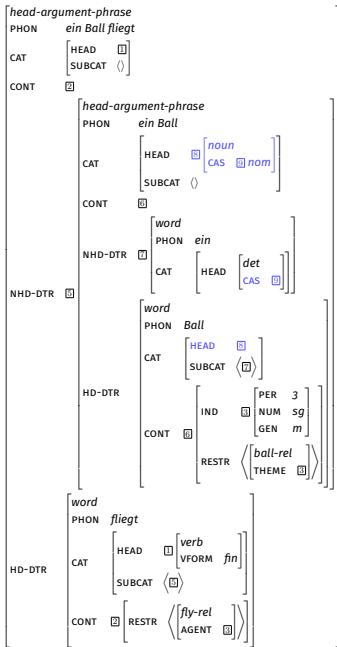 head-argument-phrase
PHON ein Ball fliegt
CAT [HEAD 1
SUBCAT ⟨⟩]
CONT 2
head-argument-phrase
PHON ein Ball
CAT [HEAD 8 [noun
CAS 9 nom]
SUBCAT ⟨⟩]
CONT 6
NHD-DTR 7 [word
PHON ein
CAT [HEAD [det
CAS 9]]]
NHD-DTR 5
word
PHON Ball
CAT [HEAD 8
SUBCAT ⟨7⟩]
HD-DTR
CONT 6 [IND 3 [PER 3
NUM sg
GEN m]
RESTR ⟨[ball-rel
THEME 3]⟩]
word
PHON fliegt
CAT [HEAD 1 [verb
VFORM fin]
SUBCAT ⟨5⟩]
HD-DTR
CONT 2 [RESTR ⟨[fly-rel
AGENT 3]⟩]